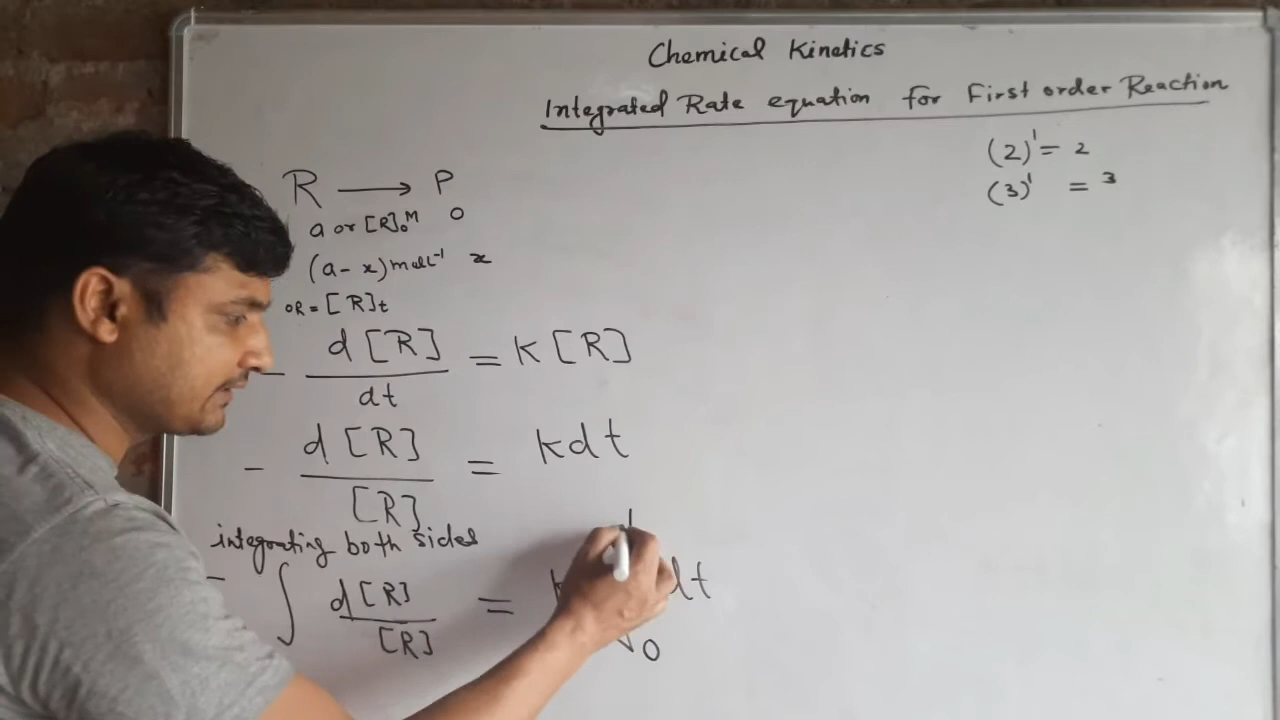 Chemical Kinetics
Integrated Rate equation for First order Reaction
(2)¹ = 2
(3)¹ = 3
R ⟶ P
a or [R]₀ M 0
(a - x) mol L⁻¹ x
OR = [R]t
- d[R]/dt = K[R]
- d[R]/[R] = kdt
integrating both sides
- ∫ d[R]/[R] = k ∫₀ dt